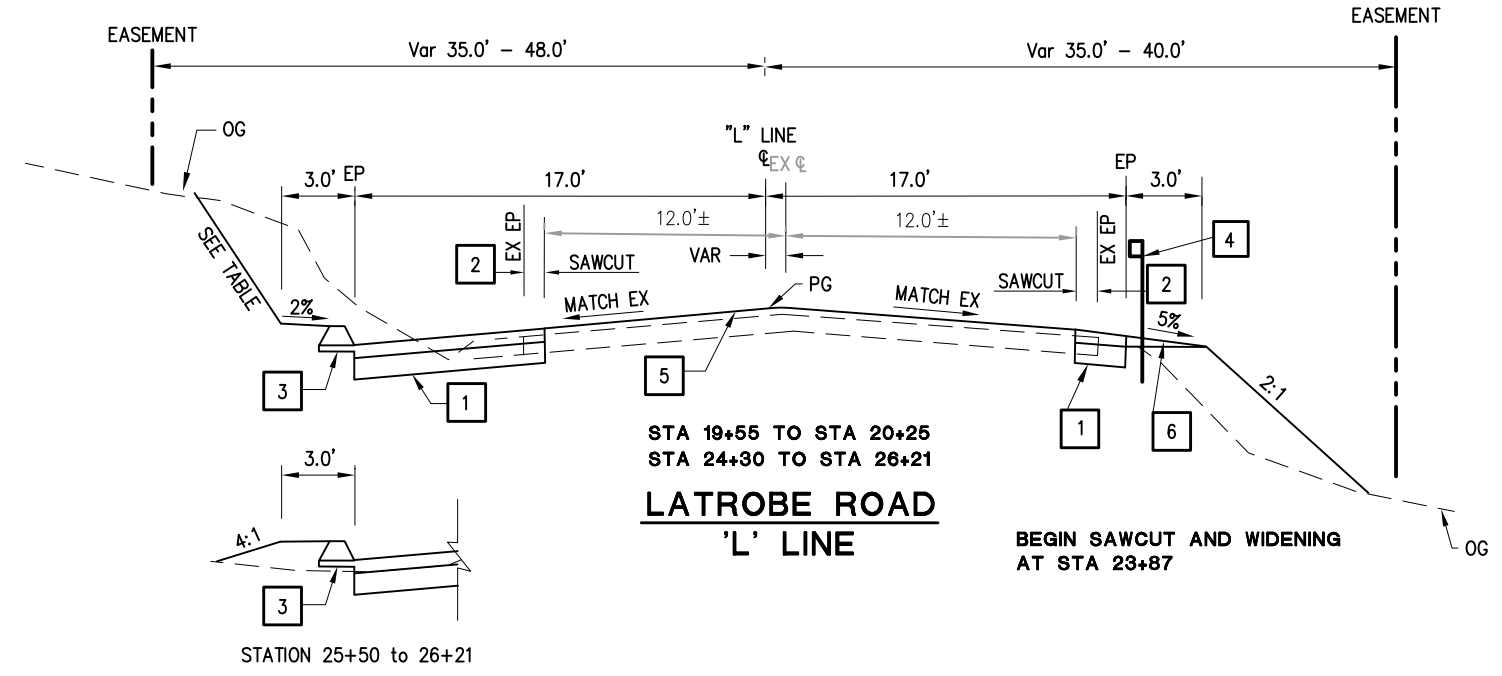 EASEMENT
EASEMENT
Var 35.0' - 48.0'
Var 35.0' - 40.0'
OG
"L" LINE
℄
EX ℄
3.0'
EP
17.0'
17.0'
EP
3.0'
12.0'±
12.0'±
EX EP
EX EP
SEE TABLE
2
SAWCUT
VAR
4
SAWCUT
2
PG
2%
MATCH EX
MATCH EX
5%
3
1
5
1
6
2:1
STA 19+55 TO STA 20+25
STA 24+30 TO STA 26+21
LATROBE ROAD
'L' LINE
3.0'
4:1
3
BEGIN SAWCUT AND WIDENING
AT STA 23+87
OG
STATION 25+50 to 26+21